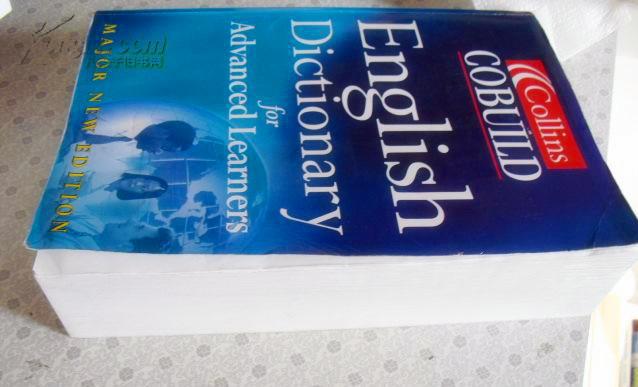 Collins
COBUILD
English
Dictionary
for
Advanced Learners
MAJOR NEW EDITION